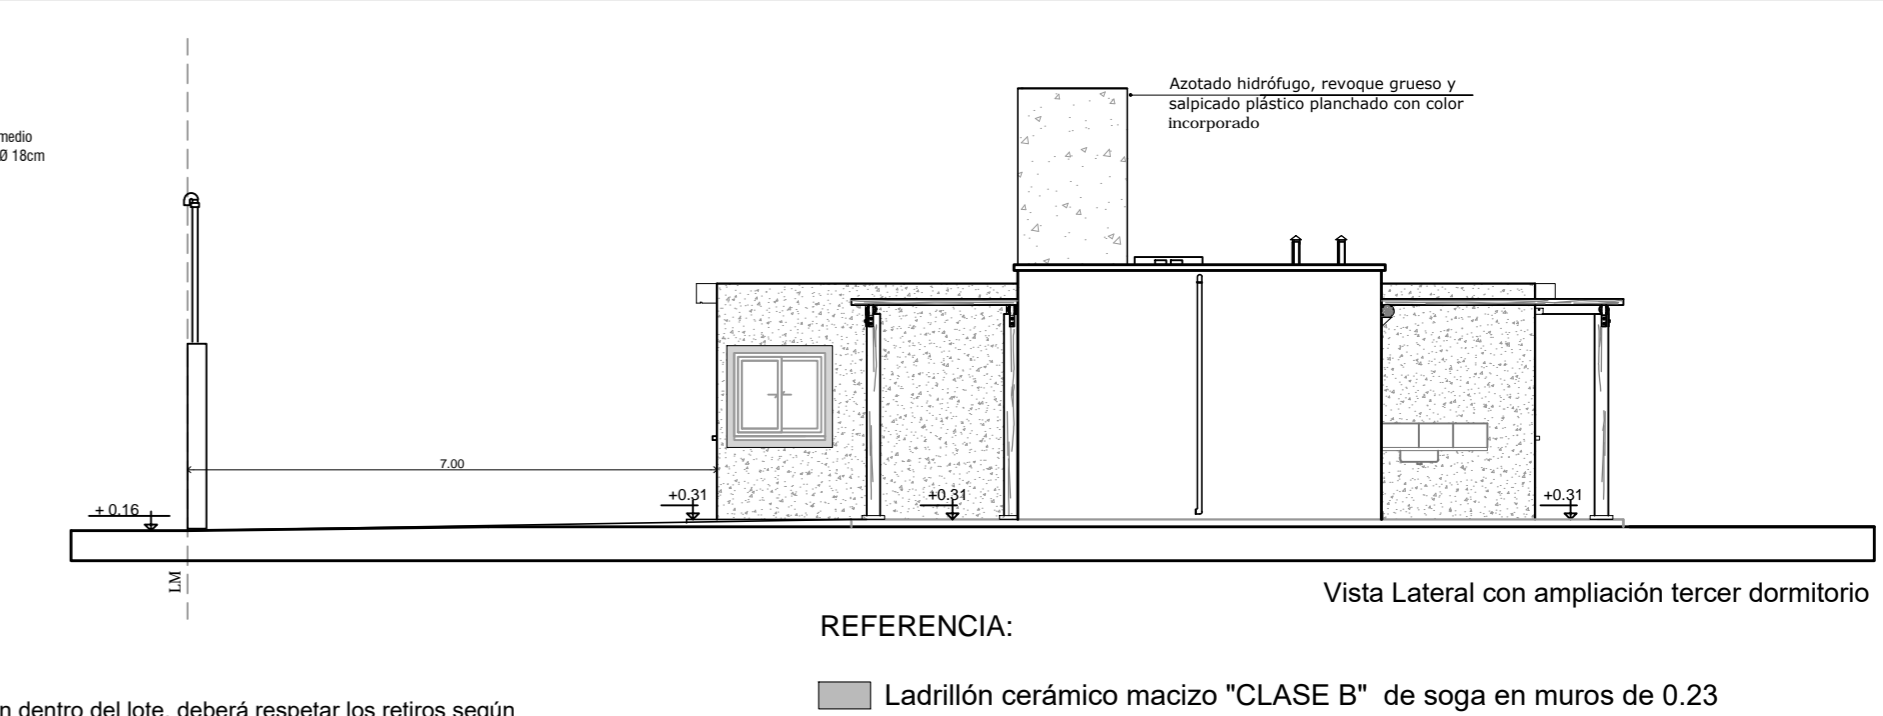 Azotado hidrófugo, revoque grueso y
salpicado plástico planchado con color
incorporado
medio
Ø 18cm
7.00
+0.31
+0.31
+0.31
+ 0.16
LM
Vista Lateral con ampliación tercer dormitorio
REFERENCIA:
Ladrillón cerámico macizo "CLASE B" de soga en muros de 0.23
n dentro del lote, deberá respetar los retiros según